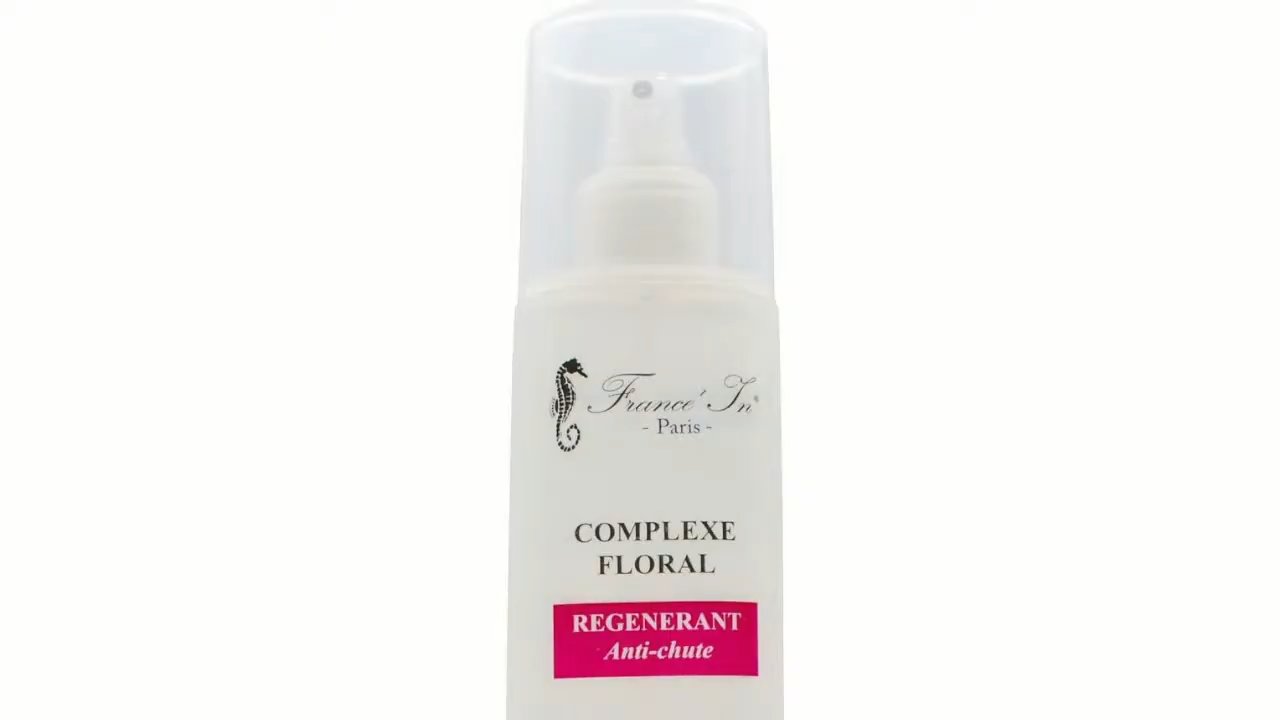 France' In®
- Paris -
COMPLEXE
FLORAL
REGENERANT
Anti-chute